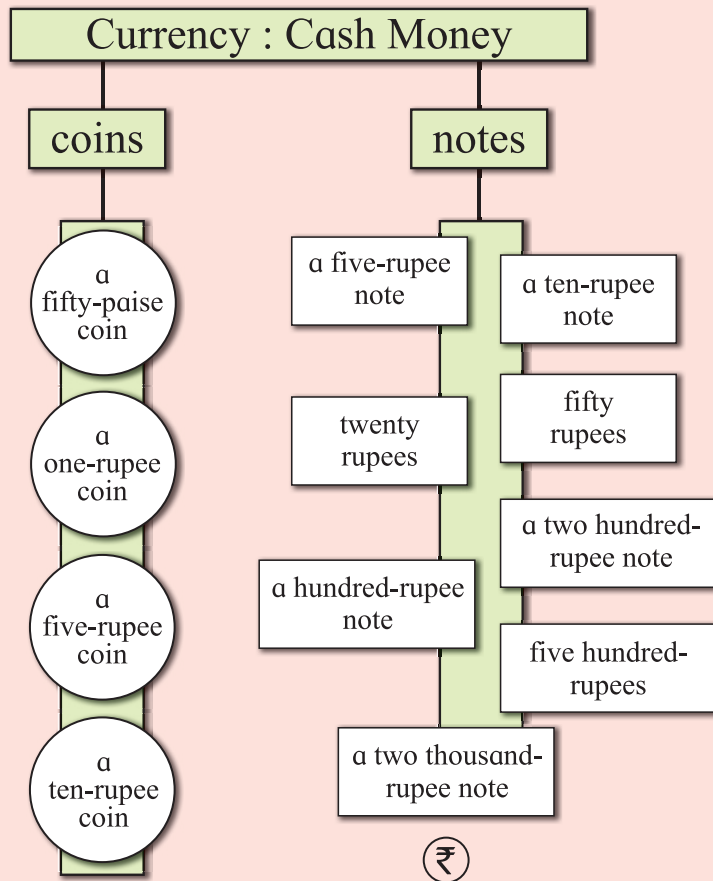 Currency : Cash Money
coins
notes
a
fifty-paise
coin
a
one-rupee
coin
a
five-rupee
coin
a
ten-rupee
coin
a five-rupee
note
a ten-rupee
note
twenty
rupees
fifty
rupees
a two hundred-
rupee note
a hundred-rupee
note
five hundred-
rupees
a two thousand-
rupee note
₹